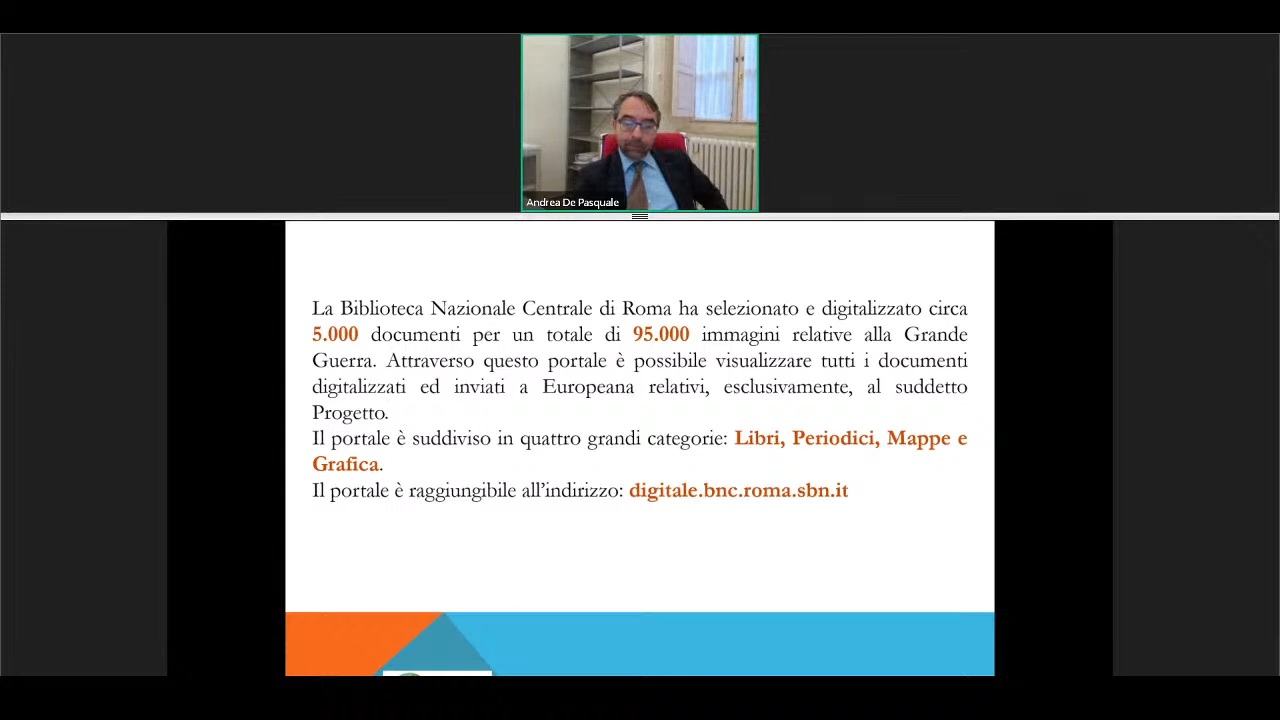 Andrea De Pasquale
La Biblioteca Nazionale Centrale di Roma ha selezionato e digitalizzato circa
5.000 documenti per un totale di 95.000 immagini relative alla Grande
Guerra. Attraverso questo portale è possibile visualizzare tutti i documenti
digitalizzati ed inviati a Europeana relativi, esclusivamente, al suddetto
Progetto.
Il portale è suddiviso in quattro grandi categorie: Libri, Periodici, Mappe e
Grafica.
Il portale è raggiungibile all’indirizzo: digitale.bnc.roma.sbn.it